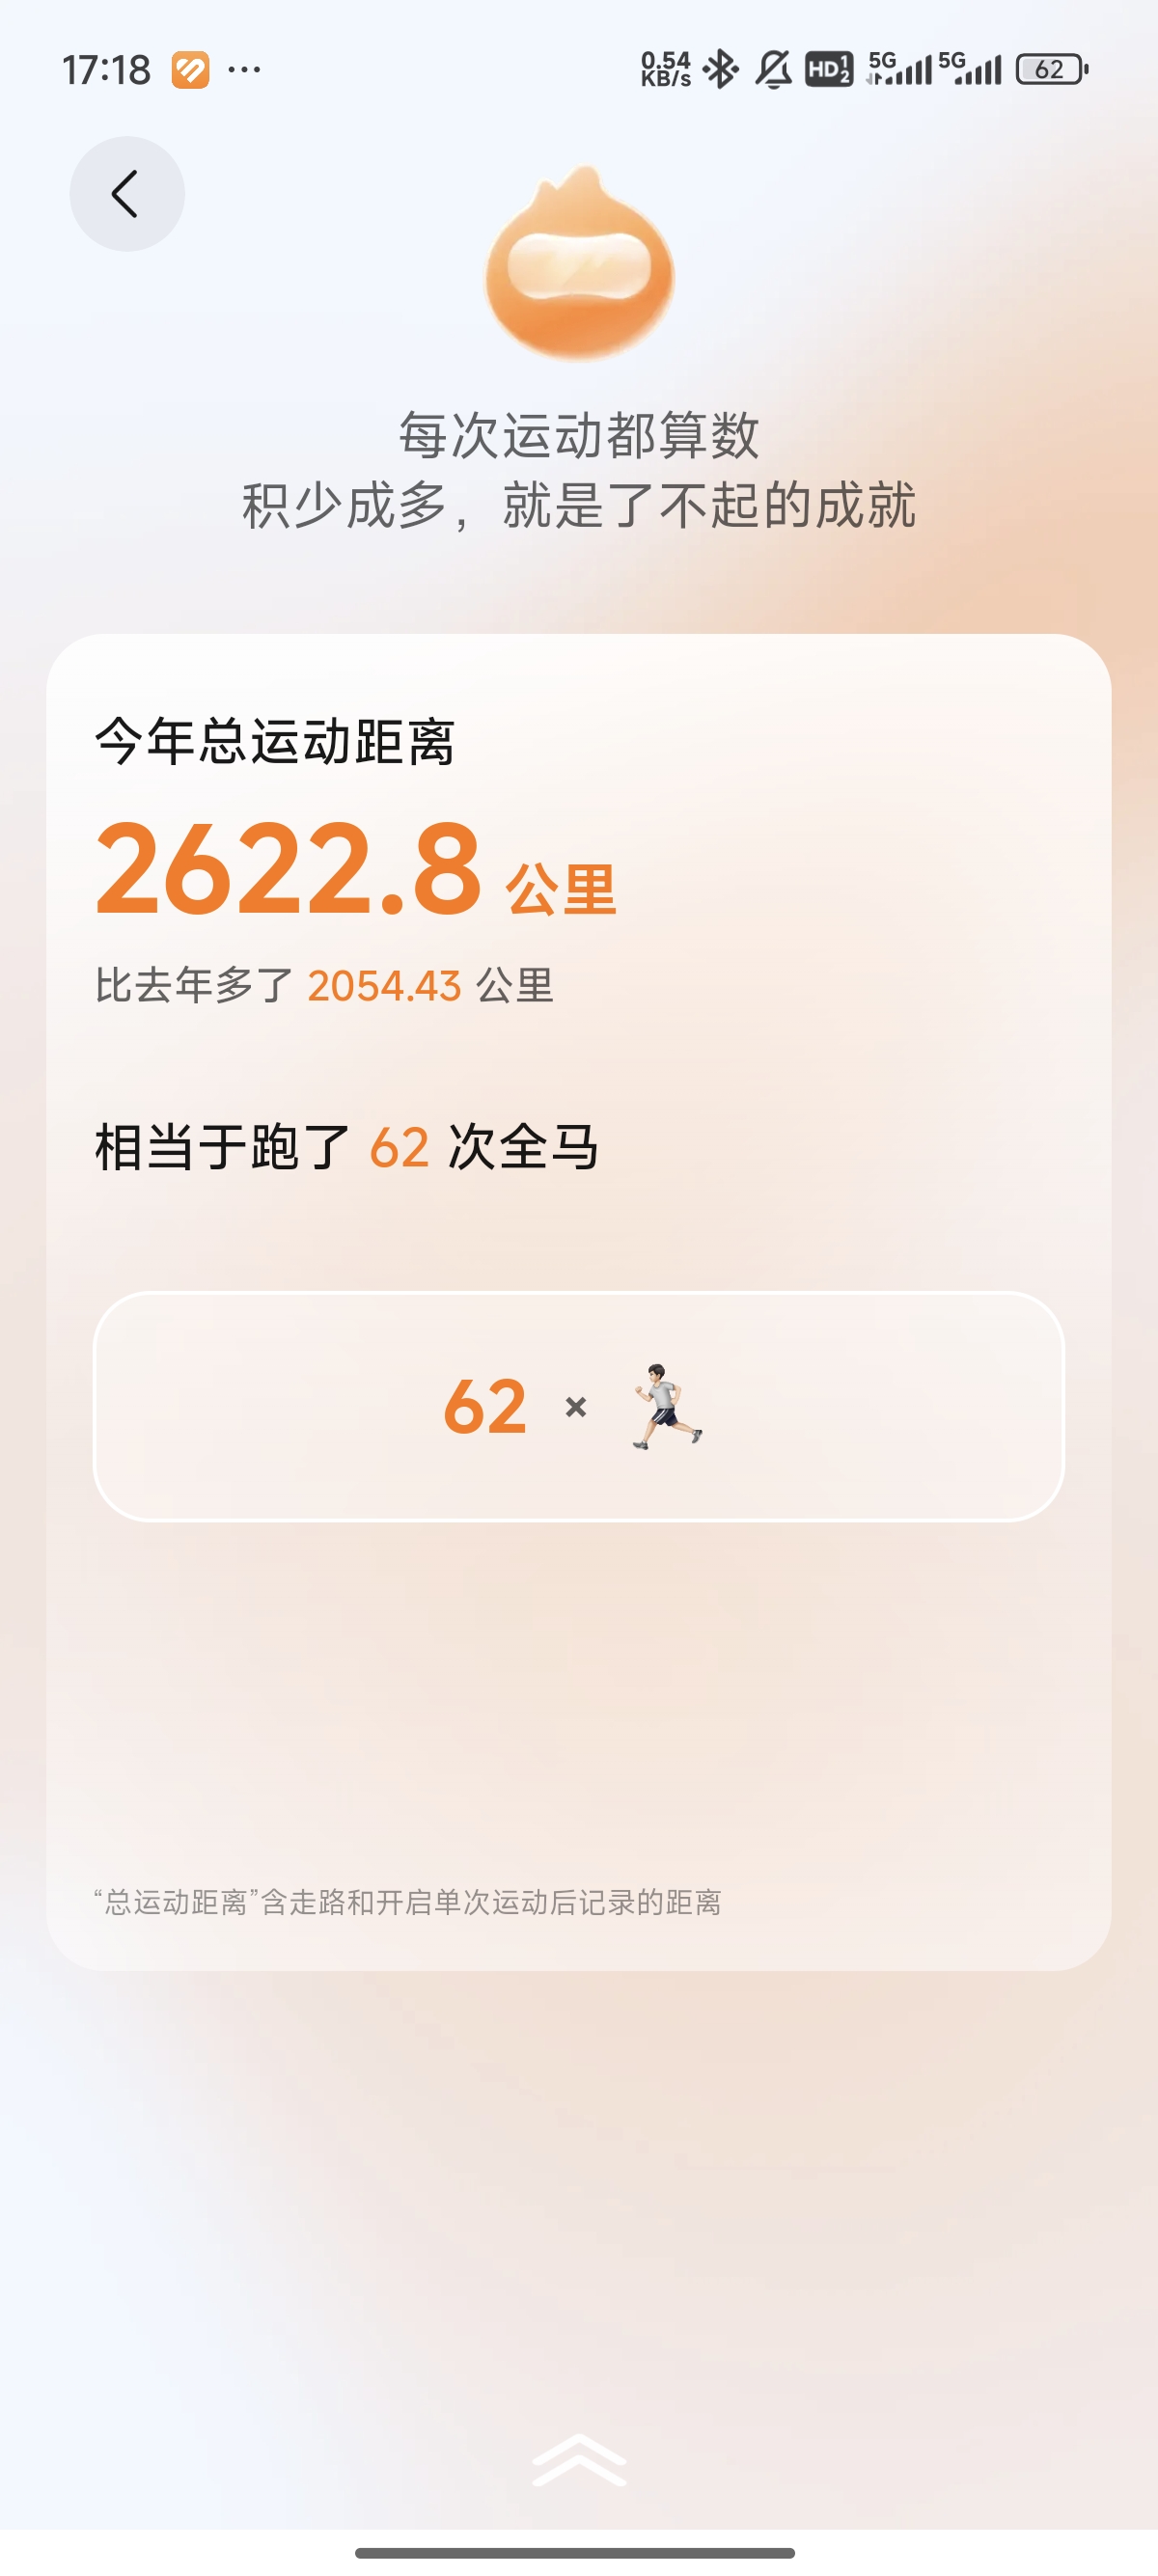 17:18 ··· 0.54 KB/s HD 1 2 5G 5G 62
每次运动都算数
积少成多，就是了不起的成就
今年总运动距离
2622.8 公里
比去年多了 2054.43 公里
相当于跑了 62 次全马
62 ×
“总运动距离”含走路和开启单次运动后记录的距离